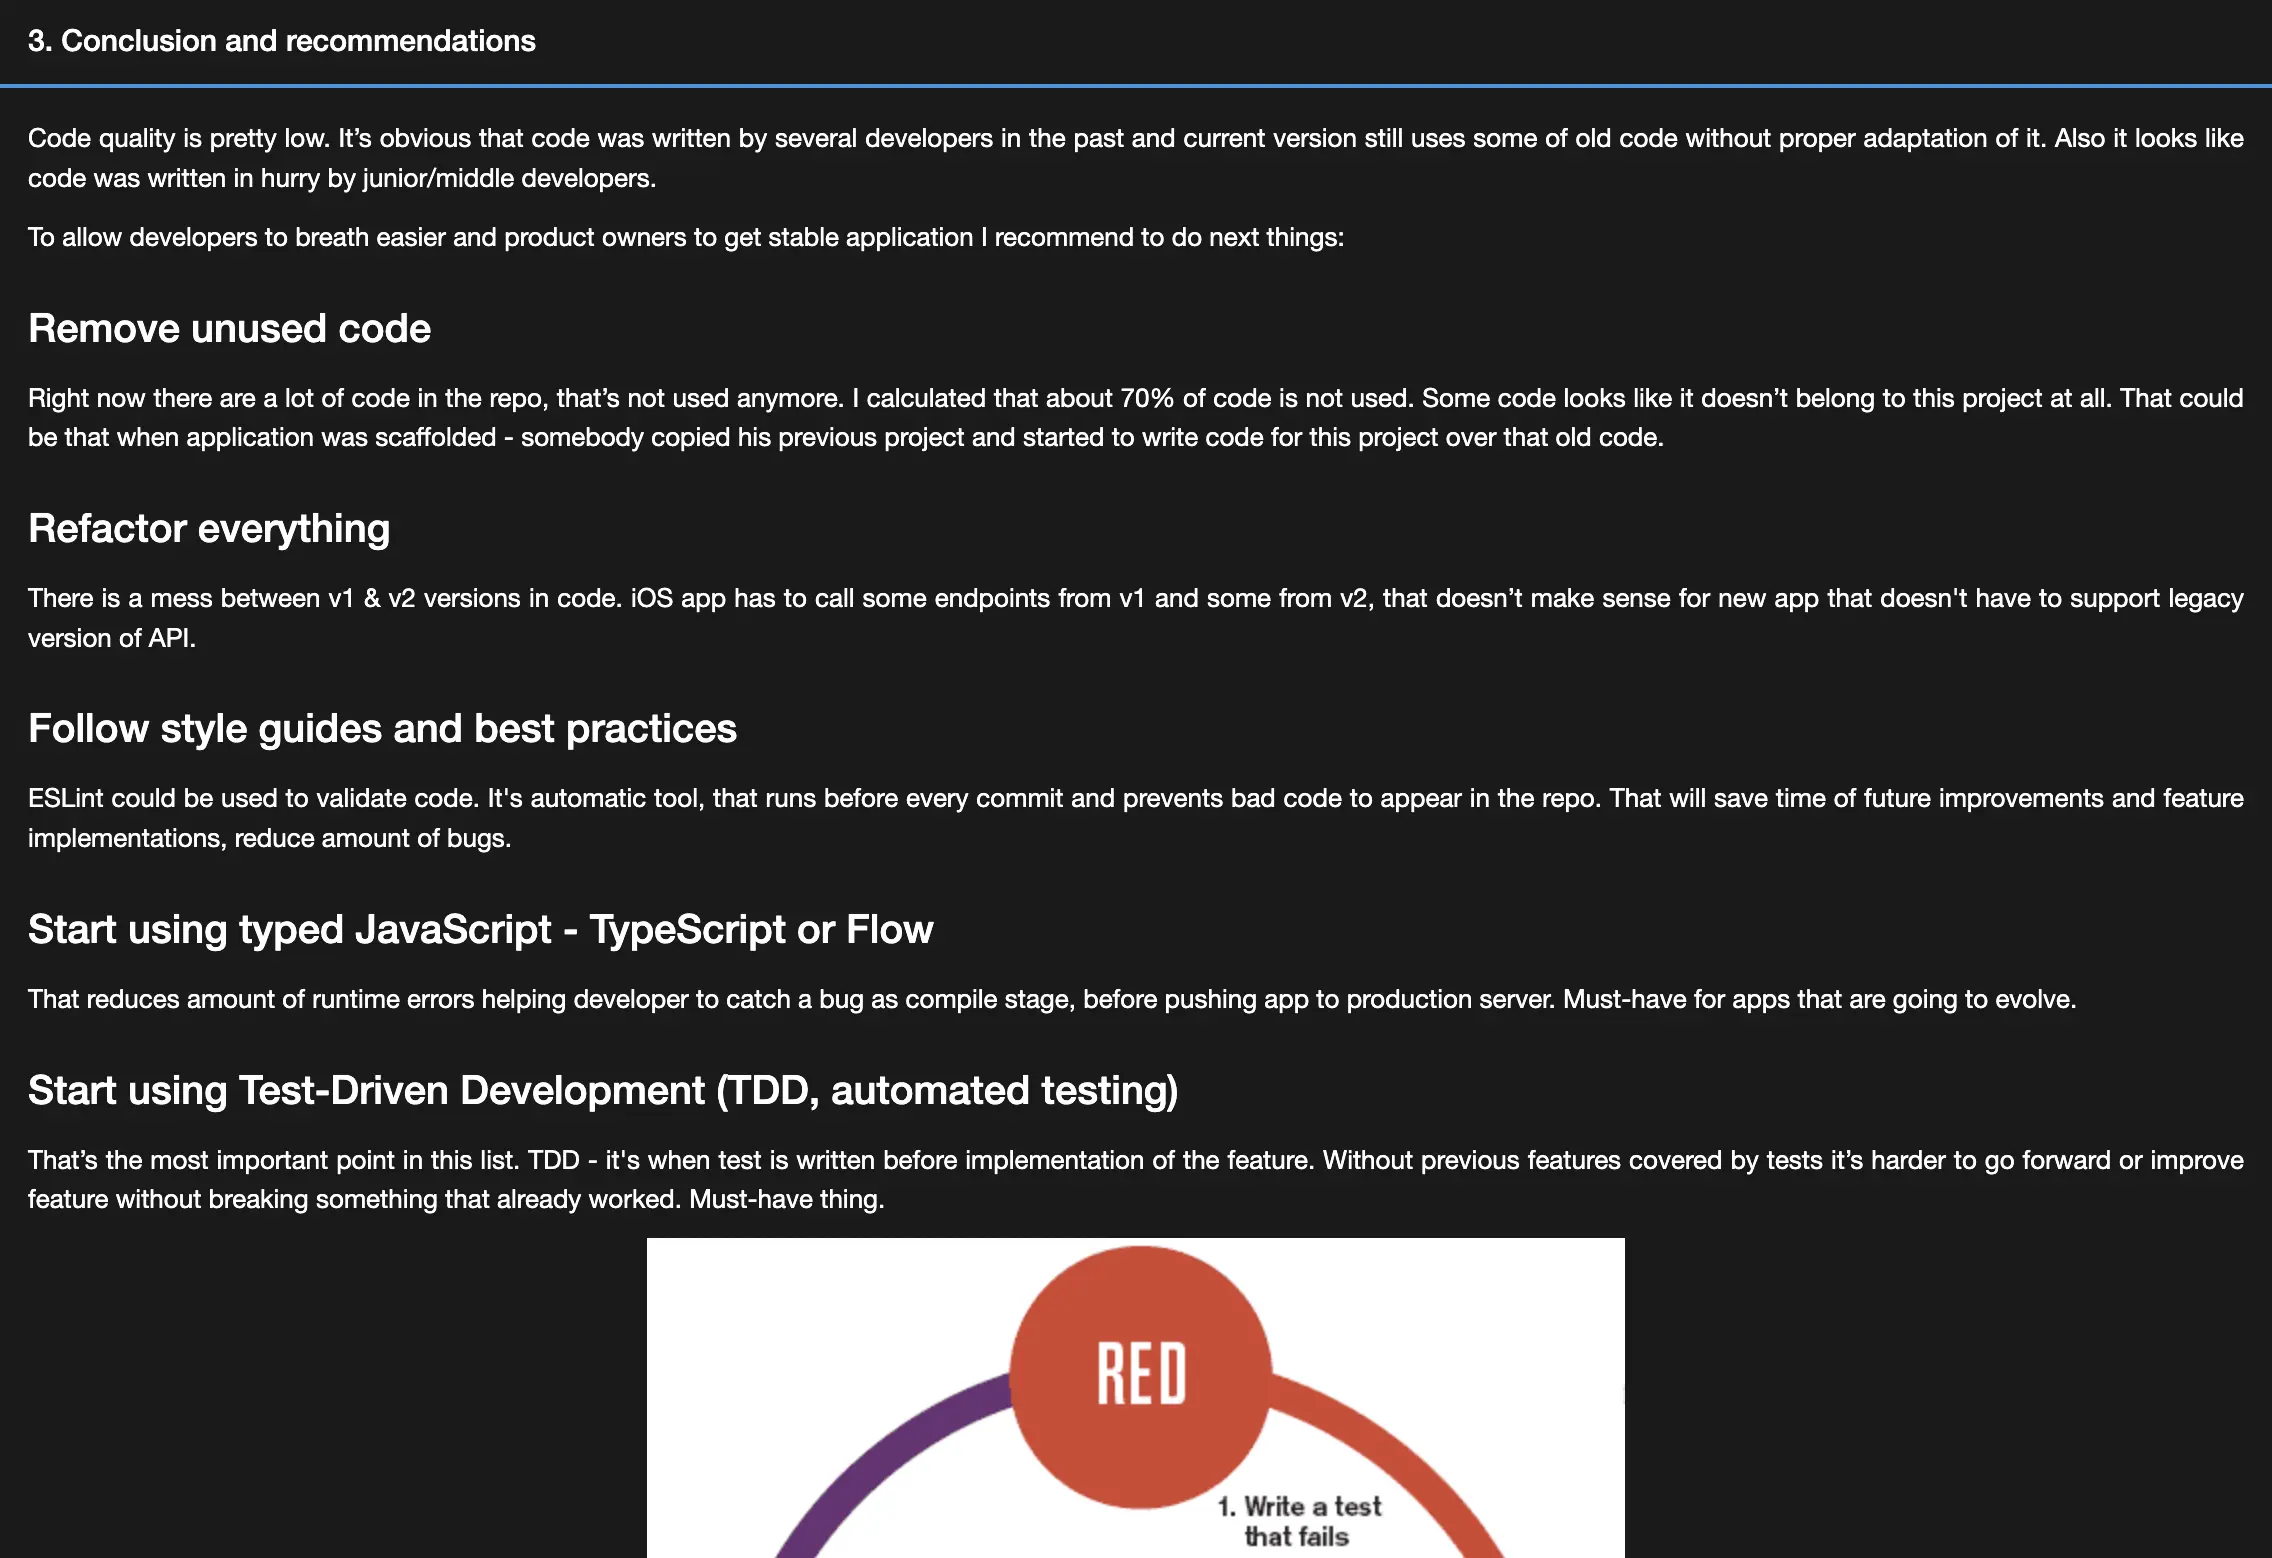 3. Conclusion and recommendations
Code quality is pretty low. It’s obvious that code was written by several developers in the past and current version still uses some of old code without proper adaptation of it. Also it looks like
code was written in hurry by junior/middle developers.
To allow developers to breath easier and product owners to get stable application I recommend to do next things:
Remove unused code
Right now there are a lot of code in the repo, that’s not used anymore. I calculated that about 70% of code is not used. Some code looks like it doesn’t belong to this project at all. That could
be that when application was scaffolded - somebody copied his previous project and started to write code for this project over that old code.
Refactor everything
There is a mess between v1 & v2 versions in code. iOS app has to call some endpoints from v1 and some from v2, that doesn’t make sense for new app that doesn't have to support legacy
version of API.
Follow style guides and best practices
ESLint could be used to validate code. It's automatic tool, that runs before every commit and prevents bad code to appear in the repo. That will save time of future improvements and feature
implementations, reduce amount of bugs.
Start using typed JavaScript - TypeScript or Flow
That reduces amount of runtime errors helping developer to catch a bug as compile stage, before pushing app to production server. Must-have for apps that are going to evolve.
Start using Test-Driven Development (TDD, automated testing)
That’s the most important point in this list. TDD - it's when test is written before implementation of the feature. Without previous features covered by tests it’s harder to go forward or improve
feature without breaking something that already worked. Must-have thing.
RED
1. Write a test
that fails